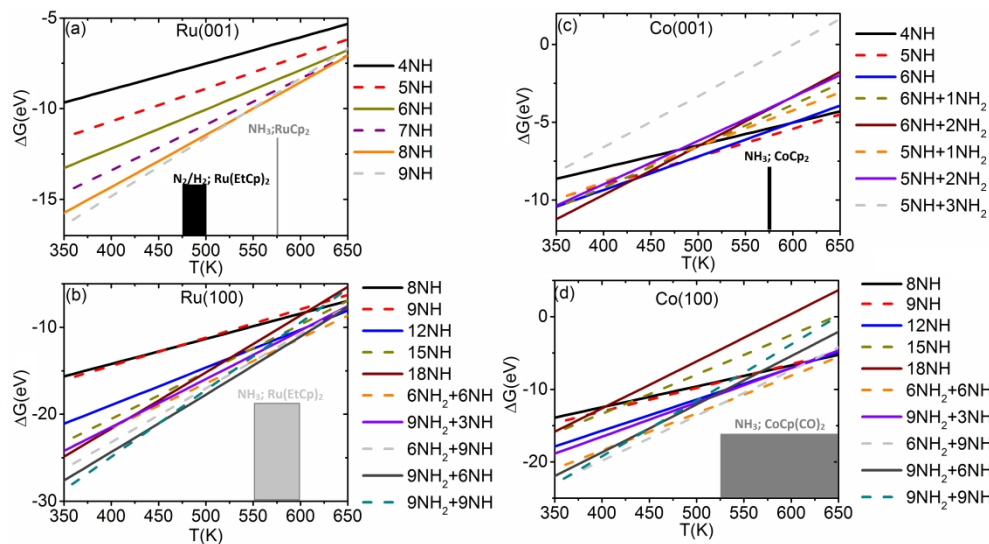 (a)
Ru(001)
-5
-10
-15
ΔG(eV)
NH₃;RuCp₂
N₂/H₂; Ru(EtCp)₂
350 400 450 500 550 600 650
T(K)
4NH
5NH
6NH
7NH
8NH
9NH
(c)
Co(001)
0
-5
-10
ΔG(eV)
NH₃; CoCp₂
350 400 450 500 550 600 650
T(K)
4NH
5NH
6NH
6NH+1NH₂
6NH+2NH₂
5NH+1NH₂
5NH+2NH₂
5NH+3NH₂
(b)
Ru(100)
-10
-20
-30
ΔG(eV)
NH₃; Ru(EtCp)₂
350 400 450 500 550 600 650
T(K)
8NH
9NH
12NH
15NH
18NH
6NH₂+6NH
9NH₂+3NH
6NH₂+9NH
9NH₂+6NH
9NH₂+9NH
(d)
Co(100)
0
-10
-20
ΔG(eV)
NH₃; CoCp(CO)₂
350 400 450 500 550 600 650
T(K)
8NH
9NH
12NH
15NH
18NH
6NH₂+6NH
9NH₂+3NH
6NH₂+9NH
9NH₂+6NH
9NH₂+9NH